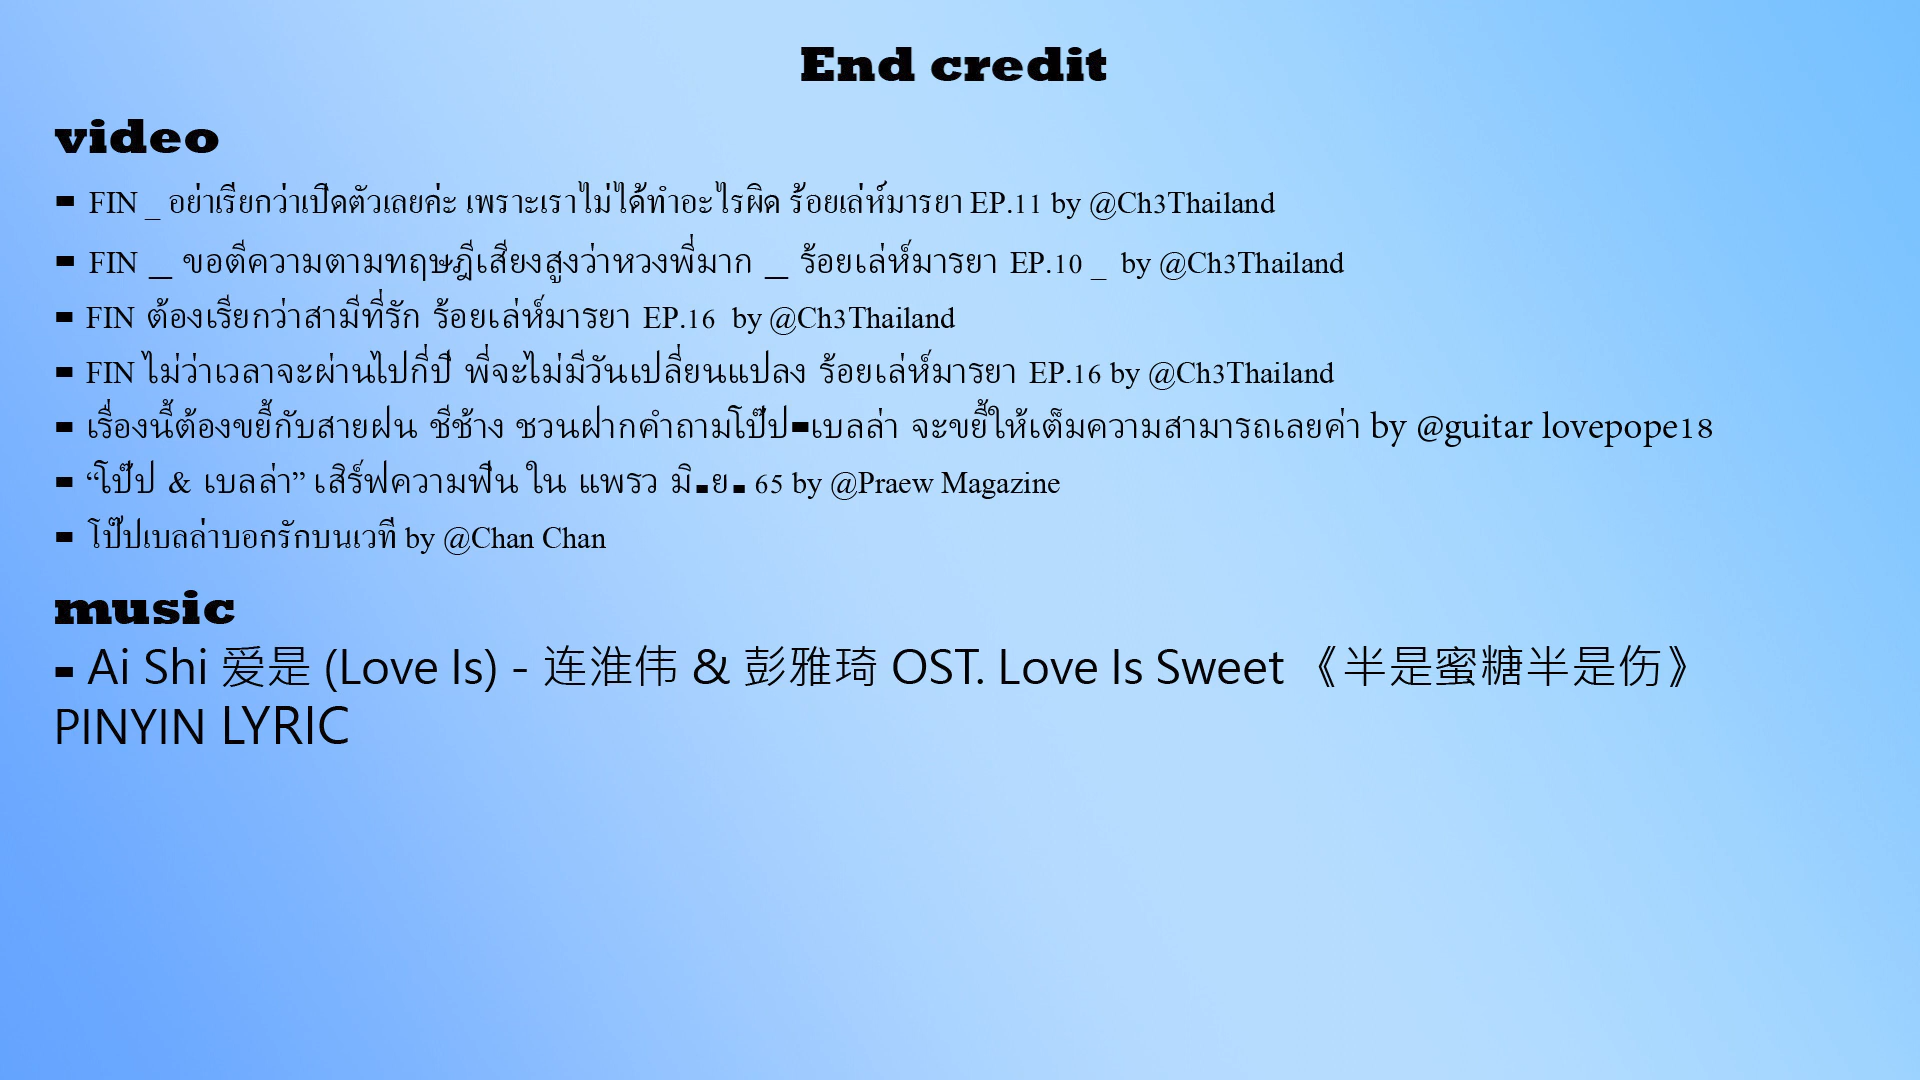 End credit
video
- FIN _ อย่าเรียกว่าเปิดตัวเลยค่ะ เพราะเราไม่ได้ทำอะไรผิด ร้อยเล่ห์มารยา EP.11 by @Ch3Thailand
- FIN _ ขอตีความตามทฤษฎีเสียงสูงว่าหวงพี่มาก _ ร้อยเล่ห์มารยา EP.10 _ by @Ch3Thailand
- FIN ต้องเรียกว่าสามีที่รัก ร้อยเล่ห์มารยา EP.16 by @Ch3Thailand
- FIN ไม่ว่าเวลาจะผ่านไปกี่ปี พี่จะไม่มีวันเปลี่ยนแปลง ร้อยเล่ห์มารยา EP.16 by @Ch3Thailand
- เรื่องนี้ต้องขยี้กับสายฝน ชี่ช้าง ชวนฝากคำถามโป๊ป-เบลล่า จะขยี้ให้เต็มความสามารถเลยค่า by @guitar lovepope18
- “โป๊ป & เบลล่า” เสิร์ฟความฟิน ใน แพรว มิ.ย. 65 by @Praew Magazine
- โป๊ปเบลล่าบอกรักบนเวที by @Chan Chan
music
- Ai Shi 爱是 (Love Is) - 连淮伟 & 彭雅琦 OST. Love Is Sweet 《半是蜜糖半是伤》
PINYIN LYRIC